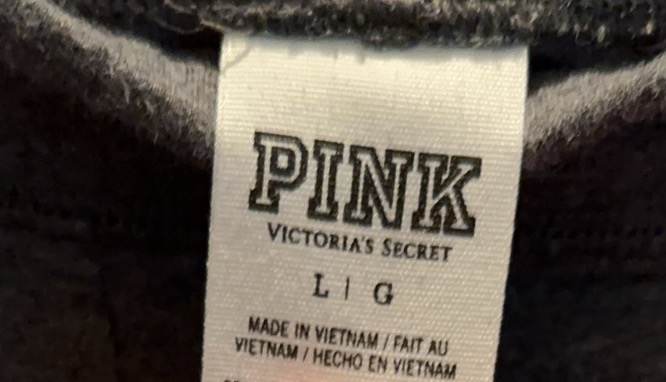 PINK
VICTORIA'S SECRET
L | G
MADE IN VIETNAM / FAIT AU
VIETNAM / HECHO EN VIETNAM